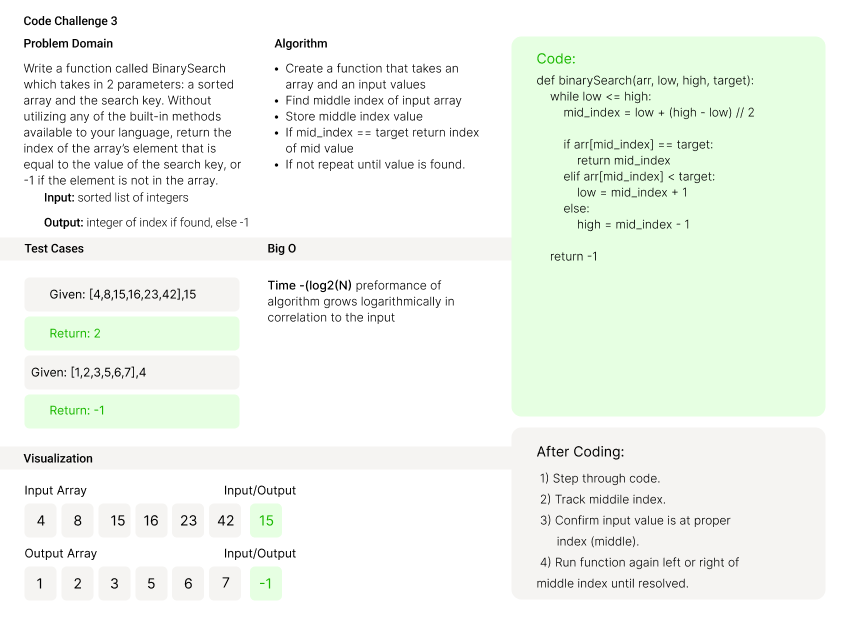 Code Challenge 3
Problem Domain
Write a function called BinarySearch
which takes in 2 parameters: a sorted
array and the search key. Without
utilizing any of the built-in methods
available to your language, return the
index of the array's element that is
equal to the value of the search key, or
-1 if the element is not in the array.
Input: sorted list of integers
Output: integer of index if found, else -1
Algorithm
• Create a function that takes an
array and an input values
• Find middle index of input array
• Store middle index value
• If mid_index == target return index
of mid value
• If not repeat until value is found.
Code:
def binarySearch(arr, low, high, target):
    while low <= high:
        mid_index = low + (high - low) // 2

        if arr[mid_index] == target:
            return mid_index
        elif arr[mid_index] < target:
            low = mid_index + 1
        else:
            high = mid_index - 1

    return -1
Test Cases
Given: [4,8,15,16,23,42],15
Return: 2
Given: [1,2,3,5,6,7],4
Return: -1
Big O
Time -(log2(N) preformance of
algorithm grows logarithmically in
correlation to the input
Visualization
Input Array Input/Output
4 8 15 16 23 42 15
Output Array Input/Output
1 2 3 5 6 7 -1
After Coding:
1) Step through code.
2) Track middile index.
3) Confirm input value is at proper
index (middle).
4) Run function again left or right of
middle index until resolved.